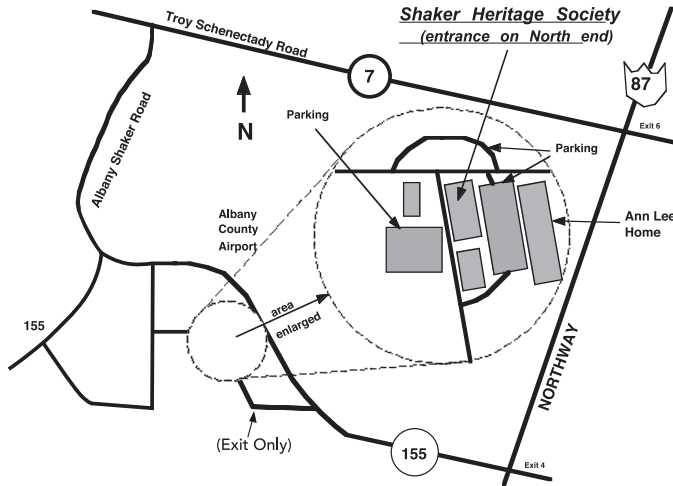 Shaker Heritage Society
(entrance on North end)
Troy Schenectady Road
7
87
Exit 6
N
Parking
Parking
Albany Shaker Road
Albany
County
Airport
Ann Lee
Home
area
enlarged
155
NORTHWAY
(Exit Only)
155
Exit 4